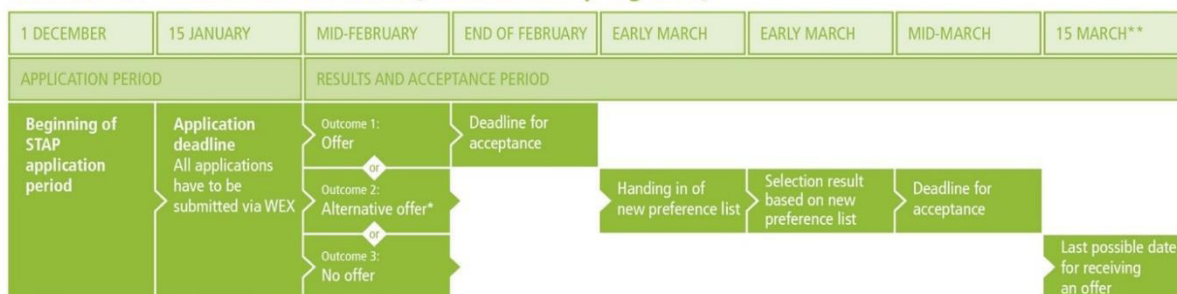 1 DECEMBER
15 JANUARY
MID-FEBRUARY
END OF FEBRUARY
EARLY MARCH
EARLY MARCH
MID-MARCH
15 MARCH**
APPLICATION PERIOD
RESULTS AND ACCEPTANCE PERIOD
Beginning of
STAP
application
period
Application
deadline
All applications
have to be
submitted via WEX
Outcome 1:
Offer
or
Outcome 2:
Alternative offer*
or
Outcome 3:
No offer
Deadline for
acceptance
Handing in of
new preference list
Selection result
based on new
preference list
Deadline for
acceptance
Last possible date
for receiving
an offer